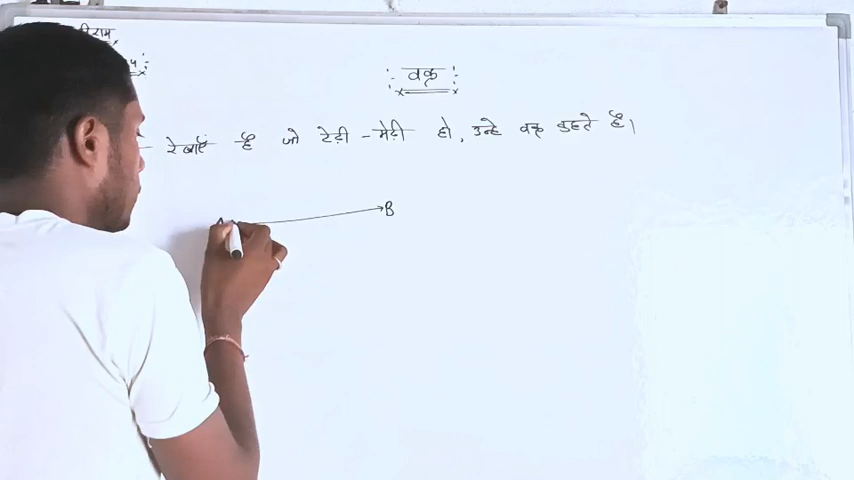 वक्र
रेखाएं है जो टेढ़ी - मेढ़ी हो, उन्हे वक्र कहते है।
A B